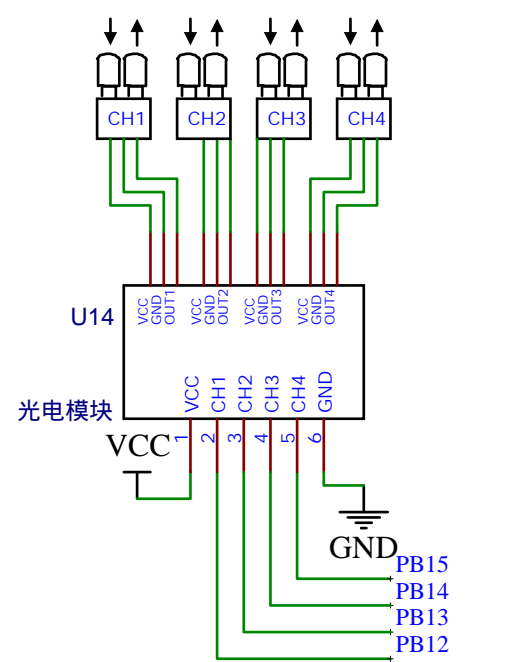 CH1 CH2 CH3 CH4
VCC GND OUT1 VCC GND OUT2 VCC GND OUT3 VCC GND OUT4
U14
VCC CH1 CH2 CH3 CH4 GND
光电模块
VCC
1 2 3 4 5 6
GND
PB15
PB14
PB13
PB12